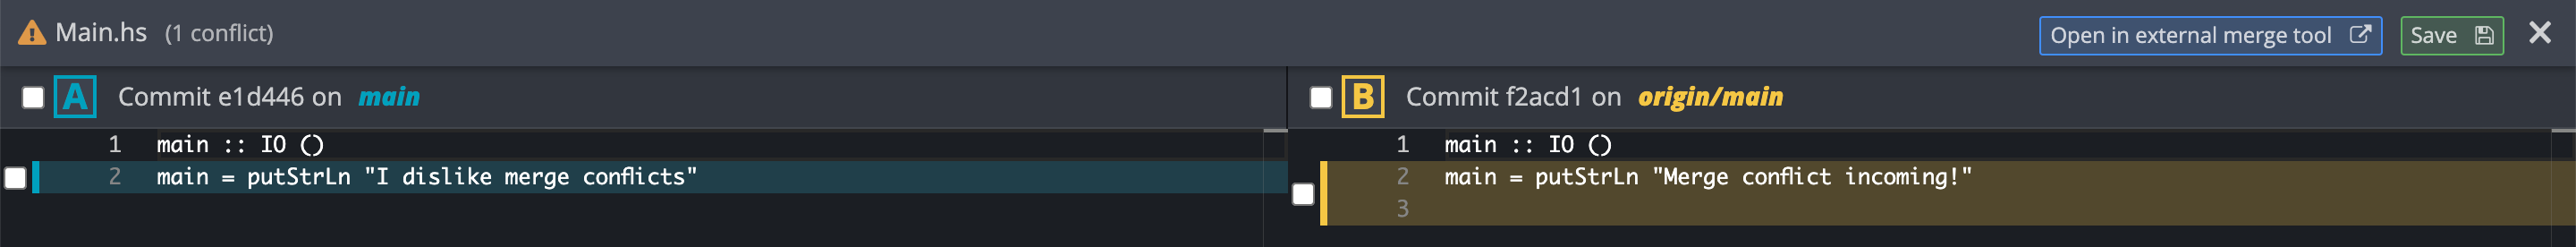 Main.hs (1 conflict) Open in external merge tool Save
A Commit e1d446 on main
1 main :: IO ()
2 main = putStrLn "I dislike merge conflicts"
B Commit f2acd1 on origin/main
1 main :: IO ()
2 main = putStrLn "Merge conflict incoming!"
3